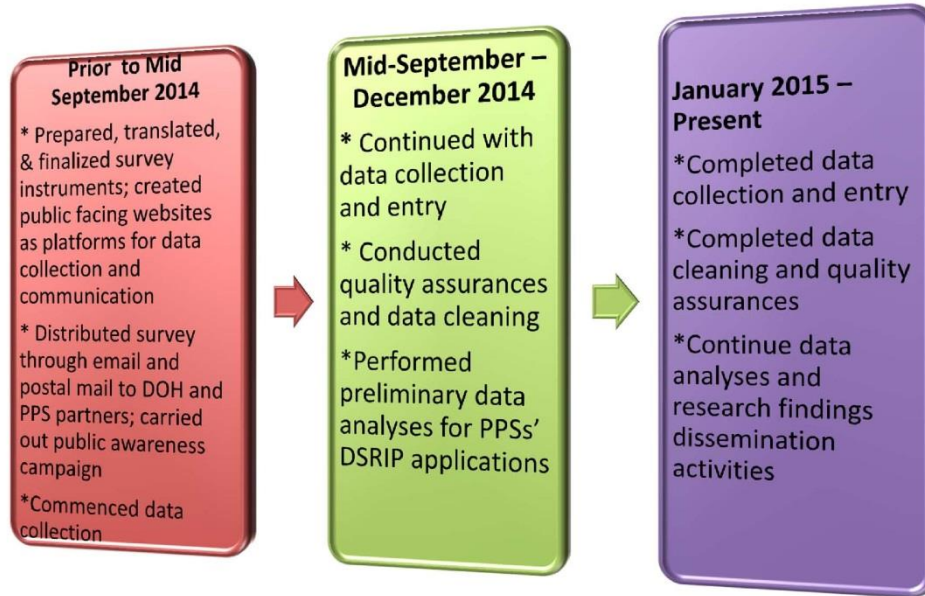 Prior to Mid
September 2014
* Prepared, translated,
& finalized survey
instruments; created
public facing websites
as platforms for data
collection and
communication
* Distributed survey
through email and
postal mail to DOH and
PPS partners; carried
out public awareness
campaign
*Commenced data
collection
Mid-September –
December 2014
* Continued with
data collection
and entry
* Conducted
quality assurances
and data cleaning
*Performed
preliminary data
analyses for PPSs’
DSRIP applications
January 2015 –
Present
*Completed data
collection and entry
*Completed data
cleaning and quality
assurances
*Continue data
analyses and
research findings
dissemination
activities